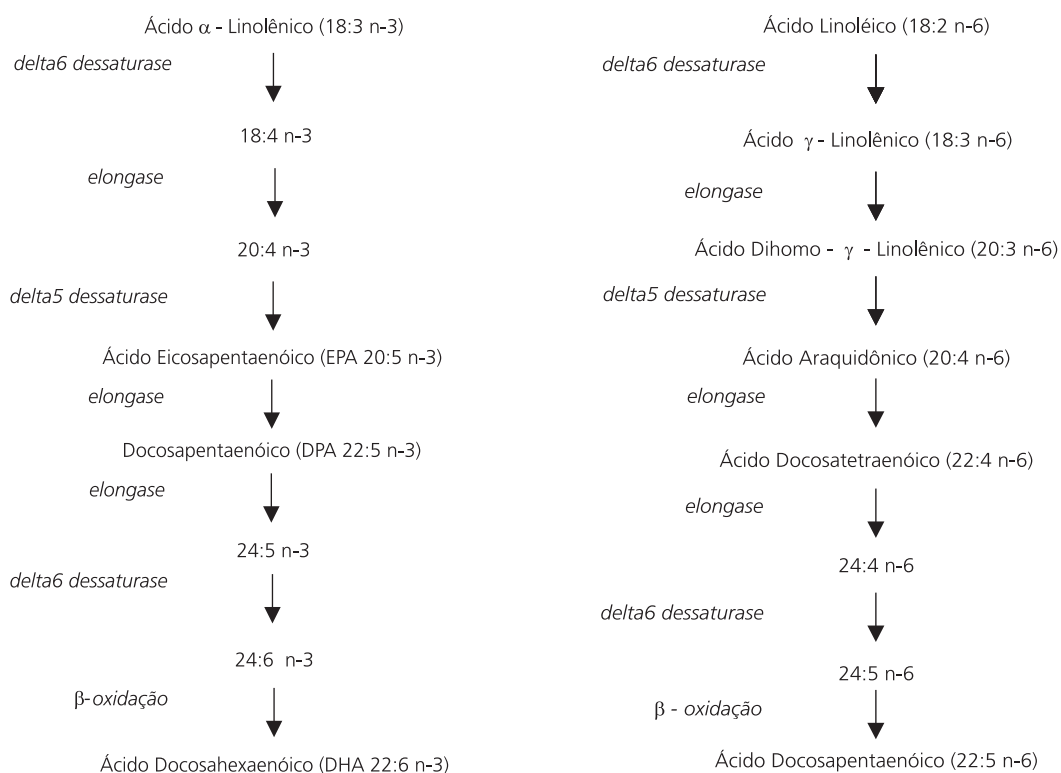 Ácido α - Linolênico (18:3 n-3)
delta6 dessaturase
18:4 n-3
elongase
20:4 n-3
delta5 dessaturase
Ácido Eicosapentaenóico (EPA 20:5 n-3)
elongase
Docosapentaenóico (DPA 22:5 n-3)
elongase
24:5 n-3
delta6 dessaturase
24:6 n-3
β-oxidação
Ácido Docosahexaenóico (DHA 22:6 n-3)
Ácido Linoléico (18:2 n-6)
delta6 dessaturase
Ácido γ - Linolênico (18:3 n-6)
elongase
Ácido Dihomo - γ - Linolênico (20:3 n-6)
delta5 dessaturase
Ácido Araquidônico (20:4 n-6)
elongase
Ácido Docosatetraenóico (22:4 n-6)
elongase
24:4 n-6
delta6 dessaturase
24:5 n-6
β - oxidação
Ácido Docosapentaenóico (22:5 n-6)